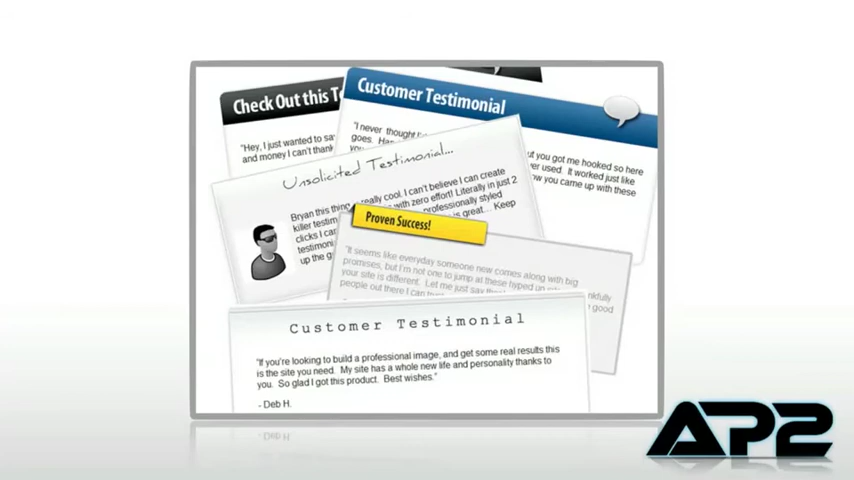 Check Out this T
"Hey, I just wanted to sa
and money I can't thank
Customer Testimonial
"I never thought
goes.
ut you got me hooked so here
er used. It worked just like
ow you came up with these
Unsolicited Testimonial...
Bryan this thing really cool. I can't believe I can create
killer testim with zero effort! Literally in just 2
clicks I ca professionally styled
testimoni is great... Keep
up the g
Proven Success!
"It seems like everyday someone new comes along with big
promises, but I'm not one to jump at these hyped up
your site is different. Let me just say
people out there I can
nkfully
good
Customer Testimonial
"If you're looking to build a professional image, and get some real results this
is the site you need. My site has a whole new life and personality thanks to
you. So glad I got this product. Best wishes."
- Deb H.
AP2